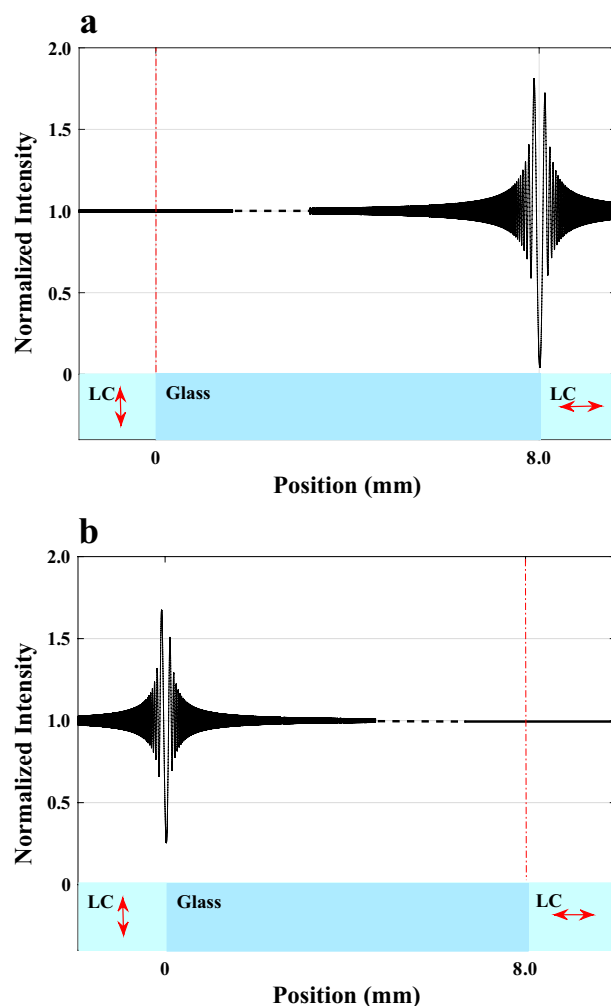 a
2.0
1.5
1.0
0.5
0
Normalized Intensity
LC Glass LC
0 8.0
Position (mm)
b
2.0
1.5
1.0
0.5
0
Normalized Intensity
LC Glass LC
0 8.0
Position (mm)